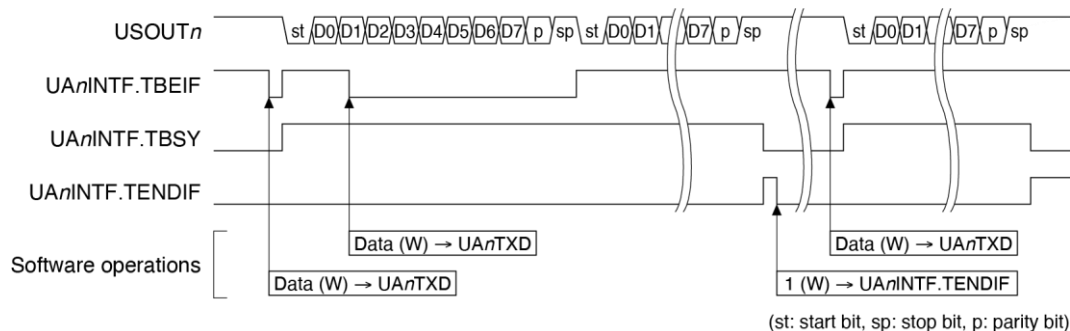 USOUTn st D0 D1 D2 D3 D4 D5 D6 D7 p sp st D0 D1 D7 p sp st D0 D1 D7 p sp
UAnINTF.TBEIF
UAnINTF.TBSY
UAnINTF.TENDIF
Data (W) → UAnTXD Data (W) → UAnTXD
Software operations
Data (W) → UAnTXD 1 (W) → UAnINTF.TENDIF
(st: start bit, sp: stop bit, p: parity bit)